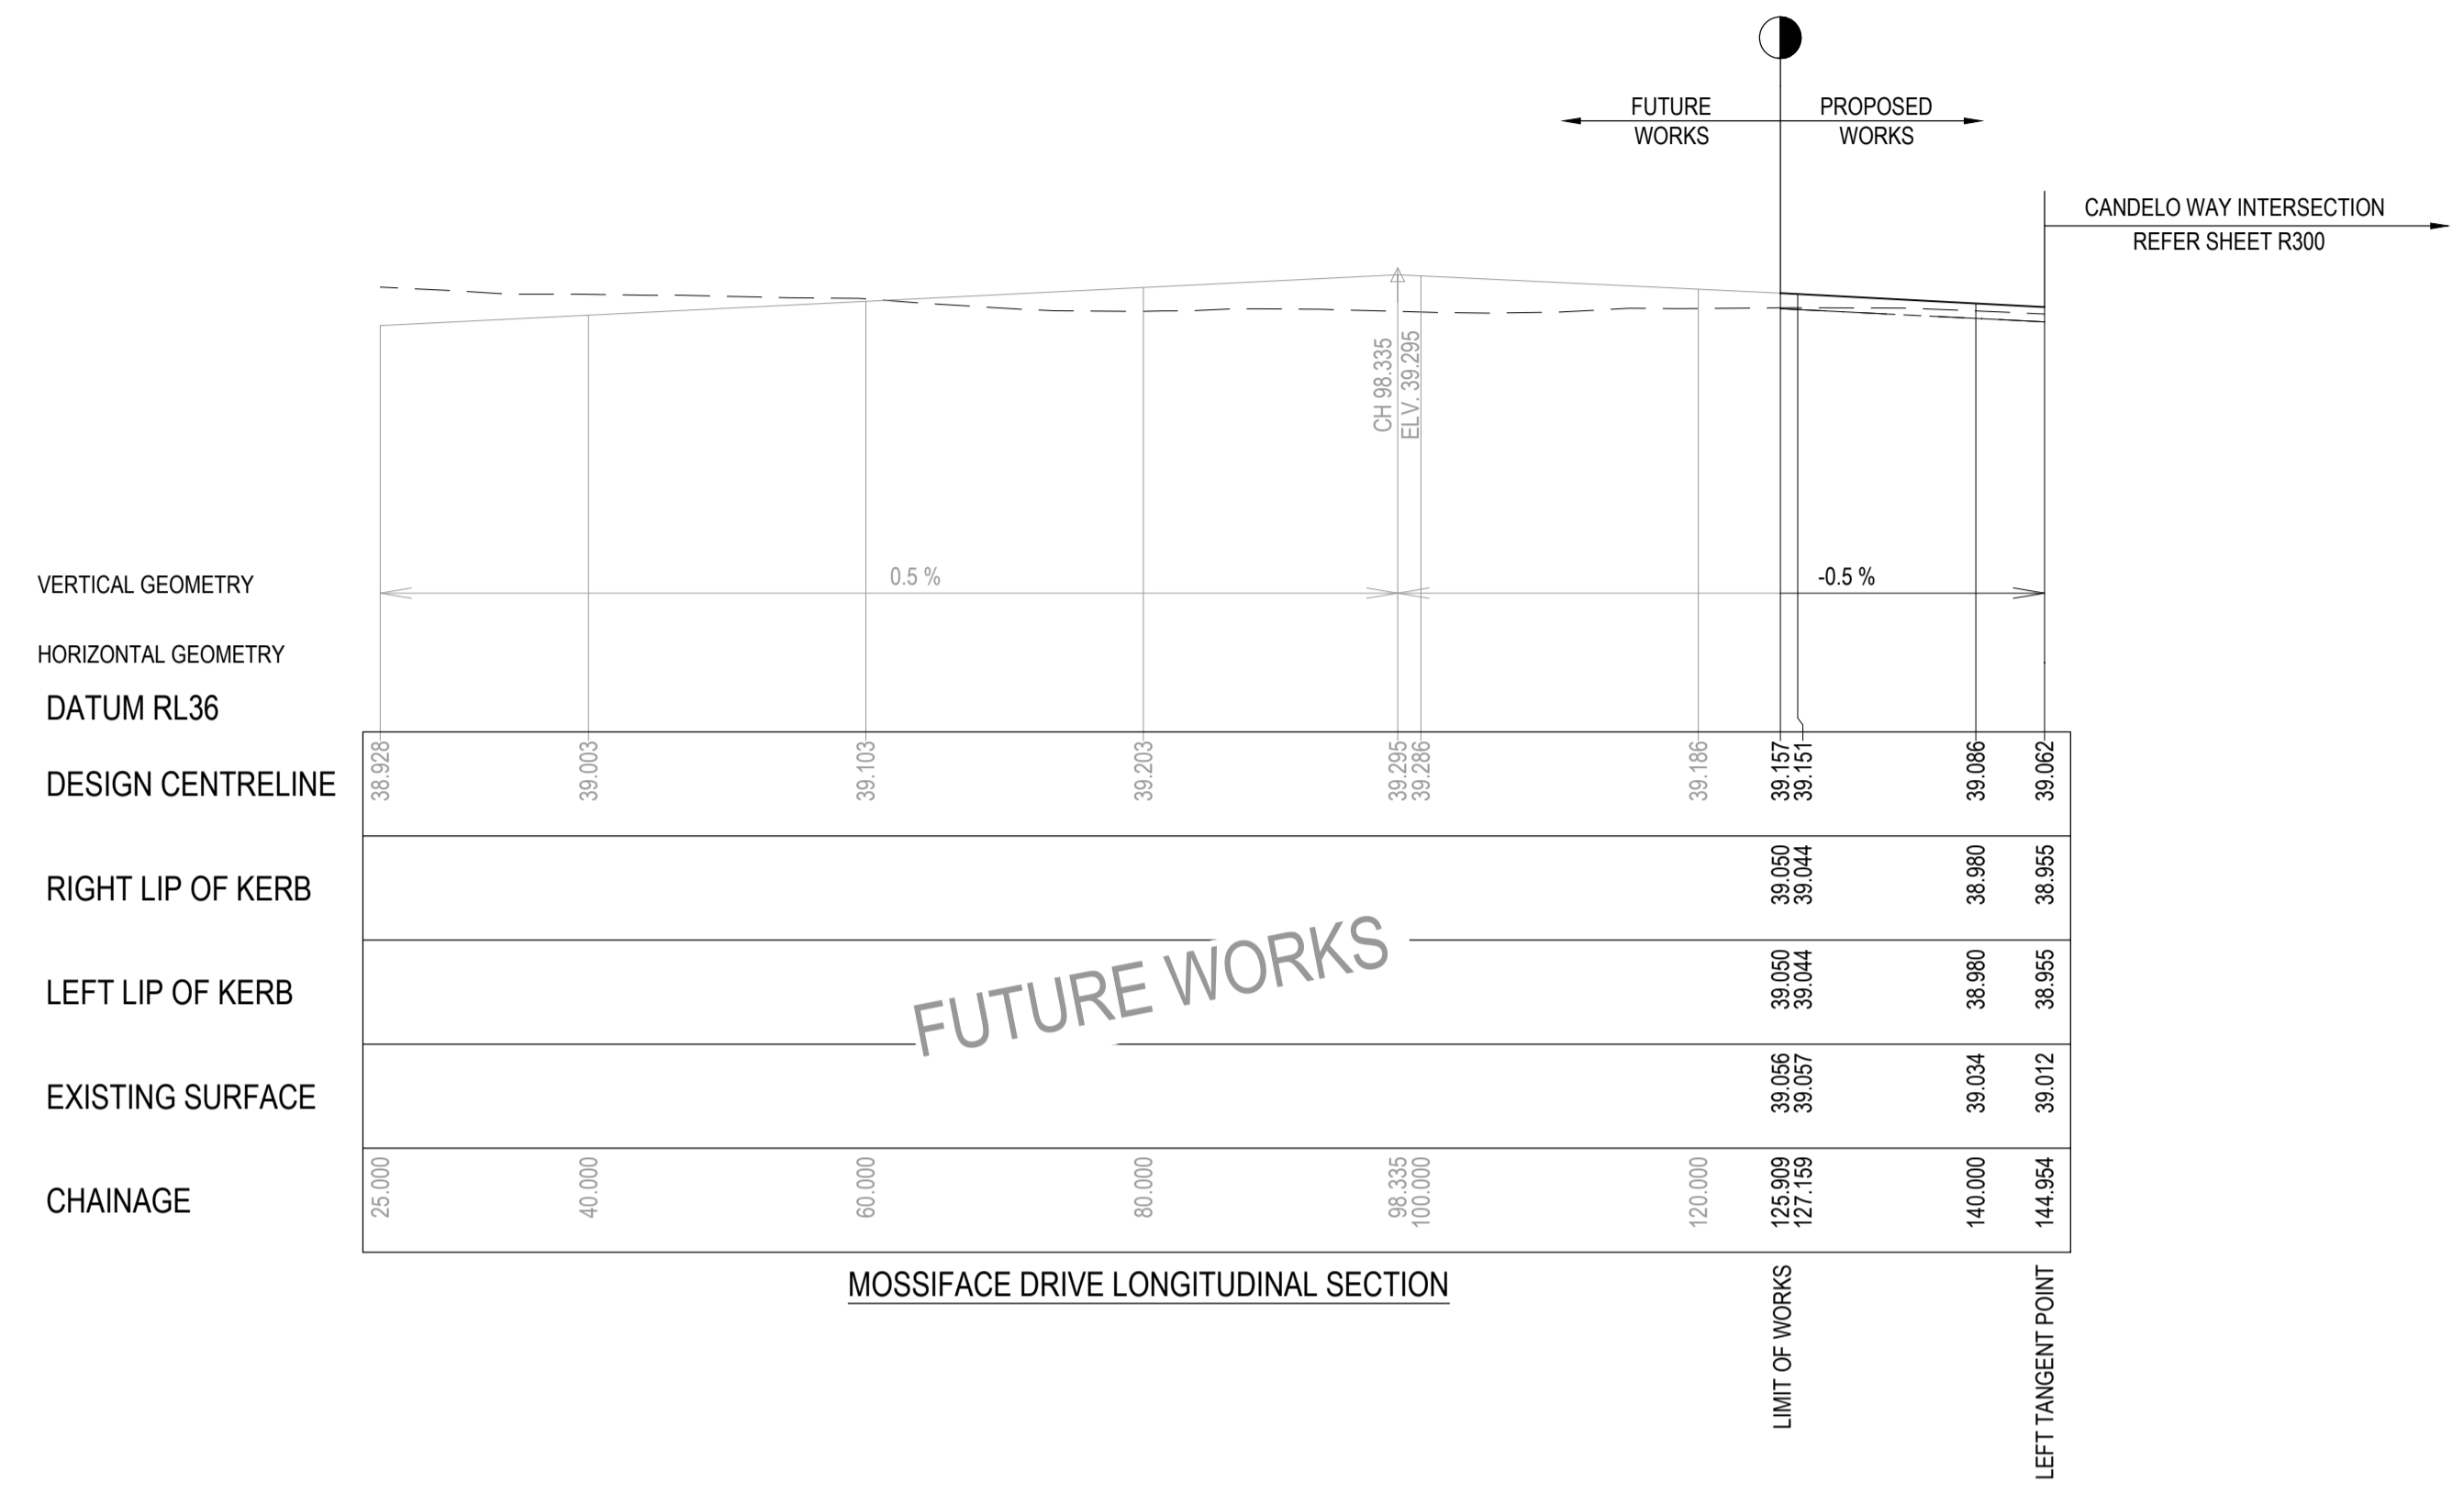 FUTURE
WORKS
PROPOSED
WORKS
CANDELO WAY INTERSECTION
REFER SHEET R300
CH 98.335
ELV. 39.295
VERTICAL GEOMETRY
0.5 %
-0.5 %
HORIZONTAL GEOMETRY
DATUM RL36
DESIGN CENTRELINE
38.928
39.003
39.103
39.203
39.295
39.286
39.186
39.157
39.151
39.086
39.062
RIGHT LIP OF KERB
39.050
39.044
38.980
38.955
LEFT LIP OF KERB
39.050
39.044
38.980
38.955
FUTURE WORKS
EXISTING SURFACE
39.056
39.057
39.034
39.012
CHAINAGE
25.000
40.000
60.000
80.000
98.335
100.000
120.000
125.909
127.159
140.000
144.954
MOSSIFACE DRIVE LONGITUDINAL SECTION
LIMIT OF WORKS
LEFT TANGENT POINT